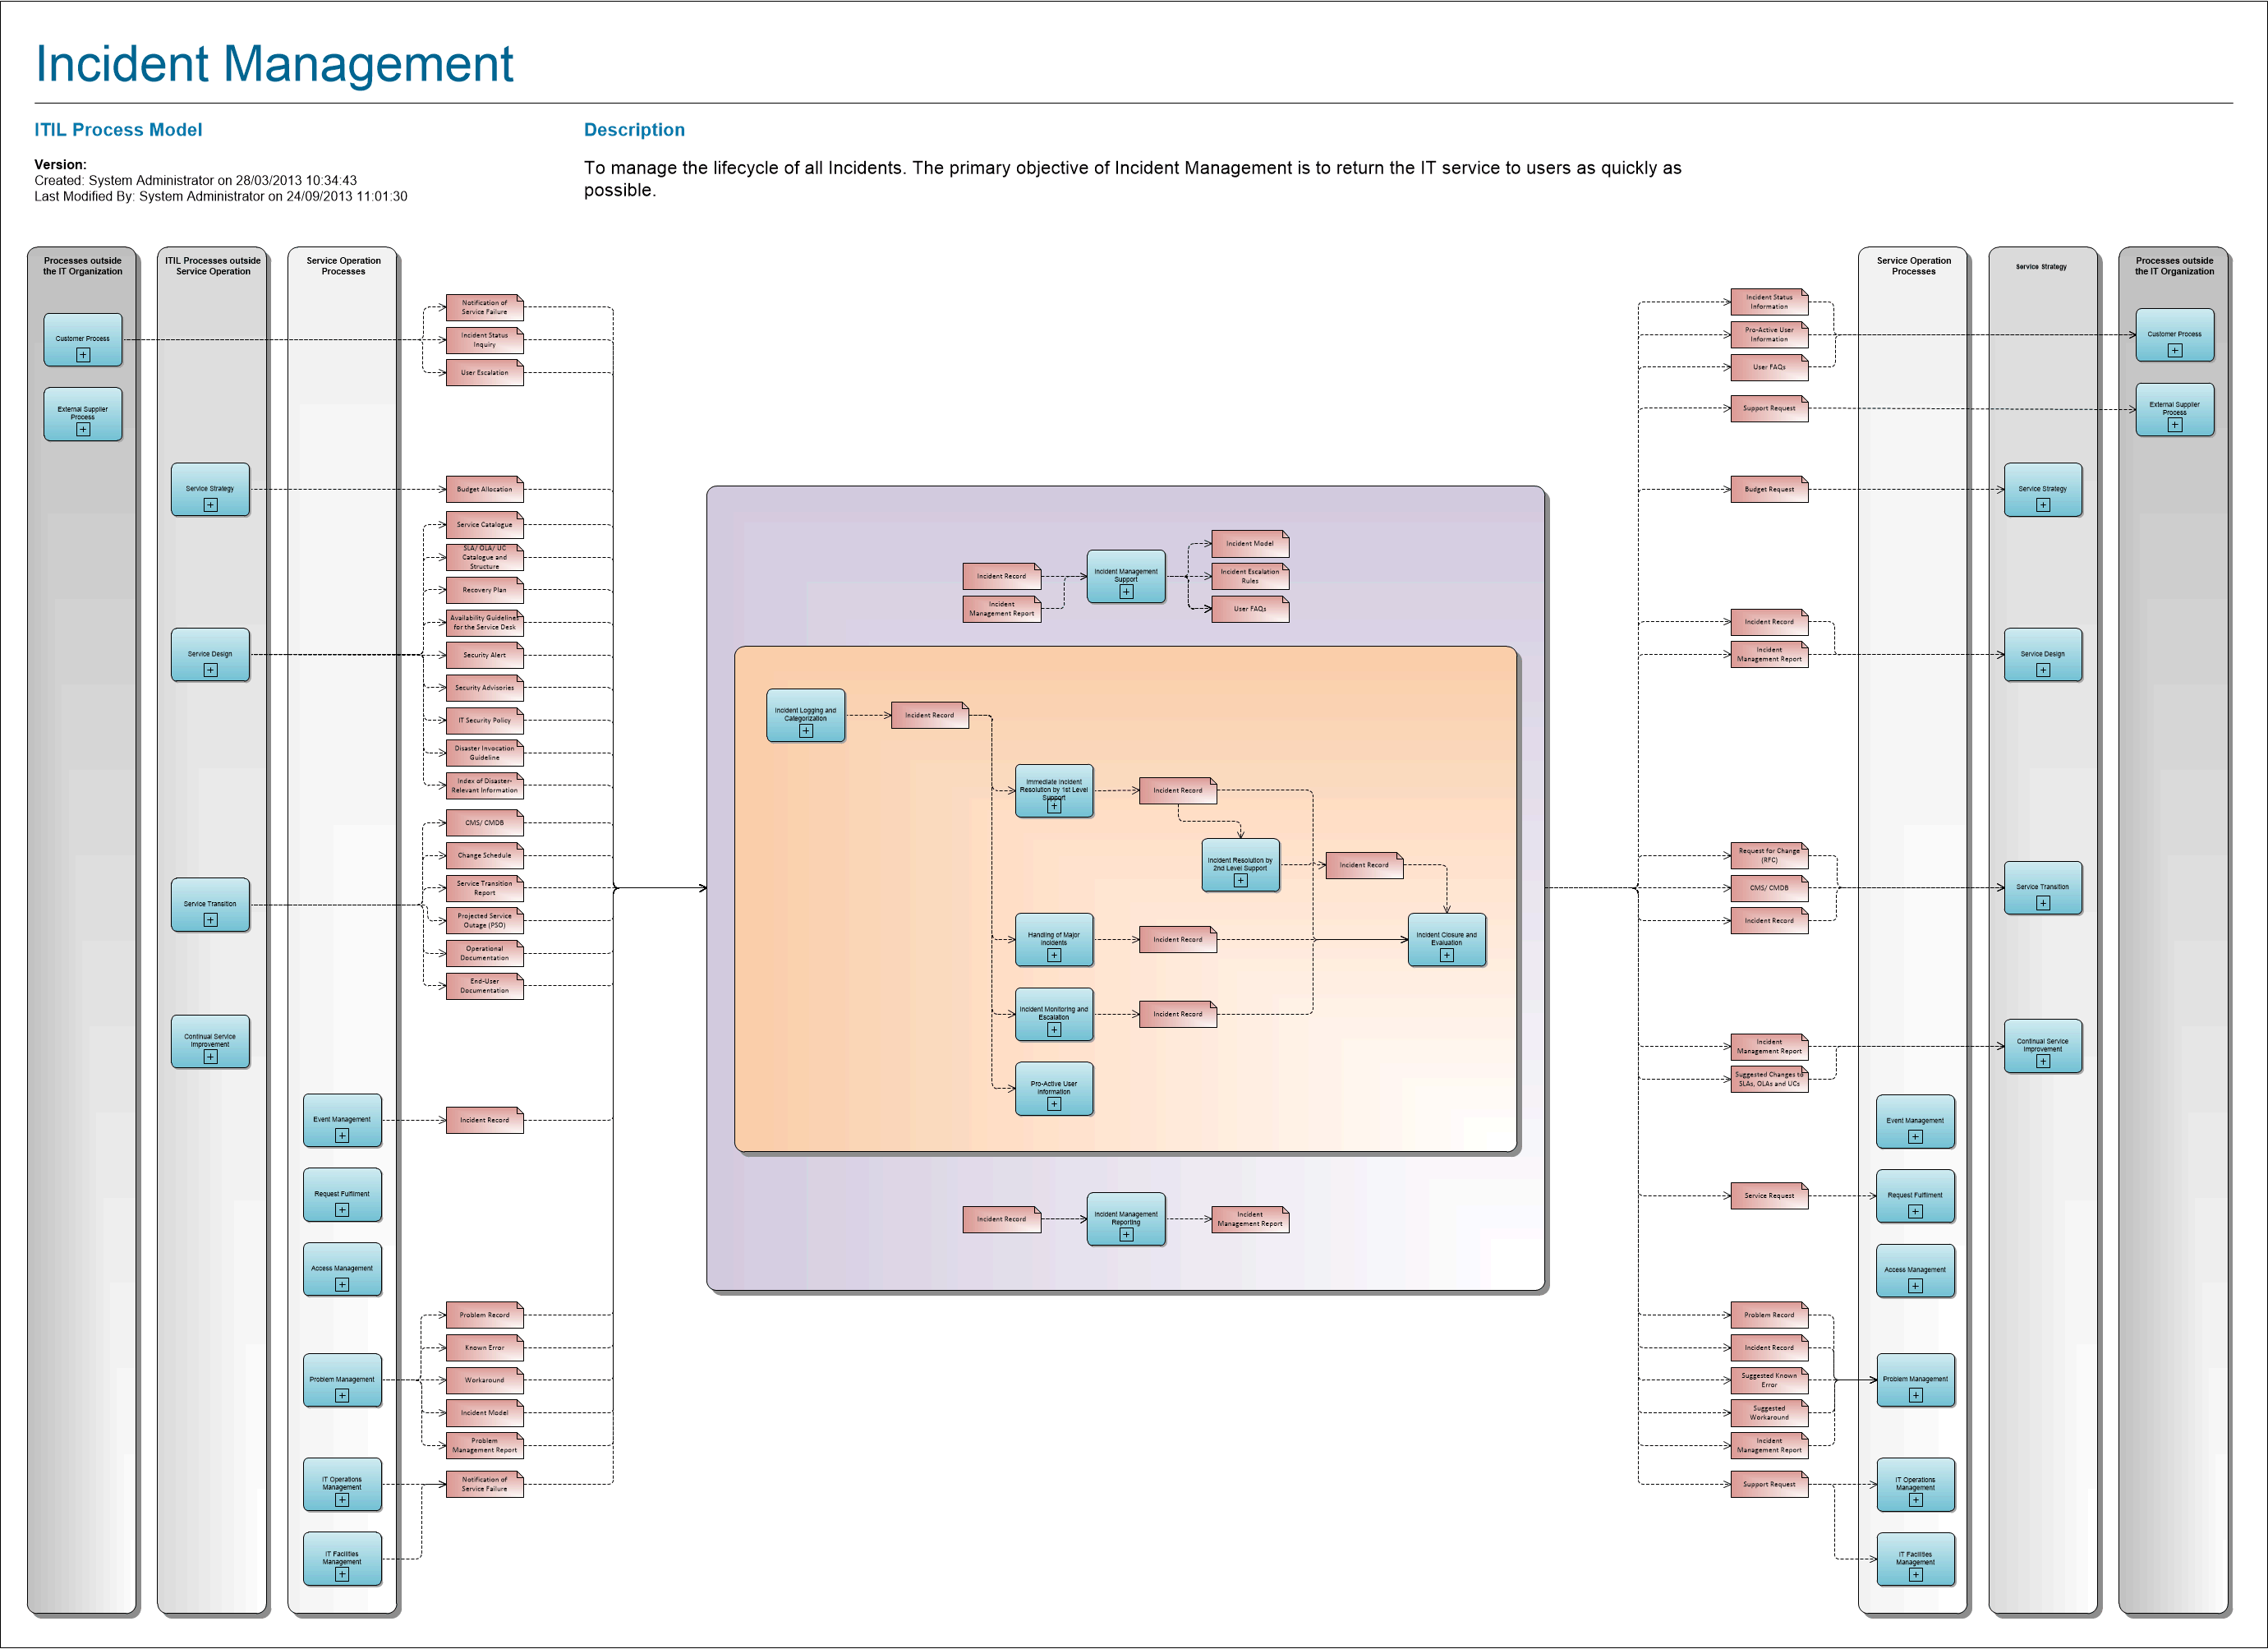 Incident Management
ITIL Process Model
Version:
Created: System Administrator on 28/03/2013 10:34:43
Last Modified By: System Administrator on 24/09/2013 11:01:30
Description
To manage the lifecycle of all Incidents. The primary objective of Incident Management is to return the IT service to users as quickly as
possible.
Processes outside
the IT Organization
Customer Process
External Supplier
Process
ITIL Processes outside
Service Operation
Service Strategy
Service Design
Service Transition
Continual Service
Improvement
Service Operation
Processes
Event Management
Request Fulfilment
Access Management
Problem Management
IT Operations
Management
IT Facilities
Management
Notification of
Service Failure
Incident Status
Inquiry
User Escalation
Budget Allocation
Service Catalogue
SLA/ OLA/ UC
Catalogue and
Structure
Recovery Plan
Availability Guidelines
for the Service Desk
Security Alert
Security Advisories
IT Security Policy
Disaster Invocation
Guideline
Index of Disaster-
Relevant Information
CMS/ CMDB
Change Schedule
Service Transition
Report
Projected Service
Outage (PSO)
Operational
Documentation
End-User
Documentation
Incident Record
Problem Record
Known Error
Workaround
Incident Model
Problem
Management Report
Notification of
Service Failure
Incident Record
Incident
Management Report
Incident Management
Support
Incident Model
Incident Escalation
Rules
User FAQs
Incident Logging and
Categorization
Incident Record
Immediate Incident
Resolution by 1st Level
Support
Incident Record
Incident Resolution by
2nd Level Support
Incident Record
Handling of Major
Incidents
Incident Record
Incident Closure and
Evaluation
Incident Monitoring and
Escalation
Incident Record
Pro-Active User
Information
Incident Record
Incident Management
Reporting
Incident
Management Report
Incident Status
Information
Pro-Active User
Information
User FAQs
Support Request
Budget Request
Incident Record
Incident
Management Report
Request for Change
(RFC)
CMS/ CMDB
Incident Record
Incident
Management Report
Suggested Changes to
SLAs, OLAs and UCs
Service Request
Problem Record
Incident Record
Suggested Known
Error
Suggested
Workaround
Incident
Management Report
Support Request
Service Operation
Processes
Event Management
Request Fulfilment
Access Management
Problem Management
IT Operations
Management
IT Facilities
Management
Service Strategy
Service Strategy
Service Design
Service Transition
Continual Service
Improvement
Processes outside
the IT Organization
Customer Process
External Supplier
Process